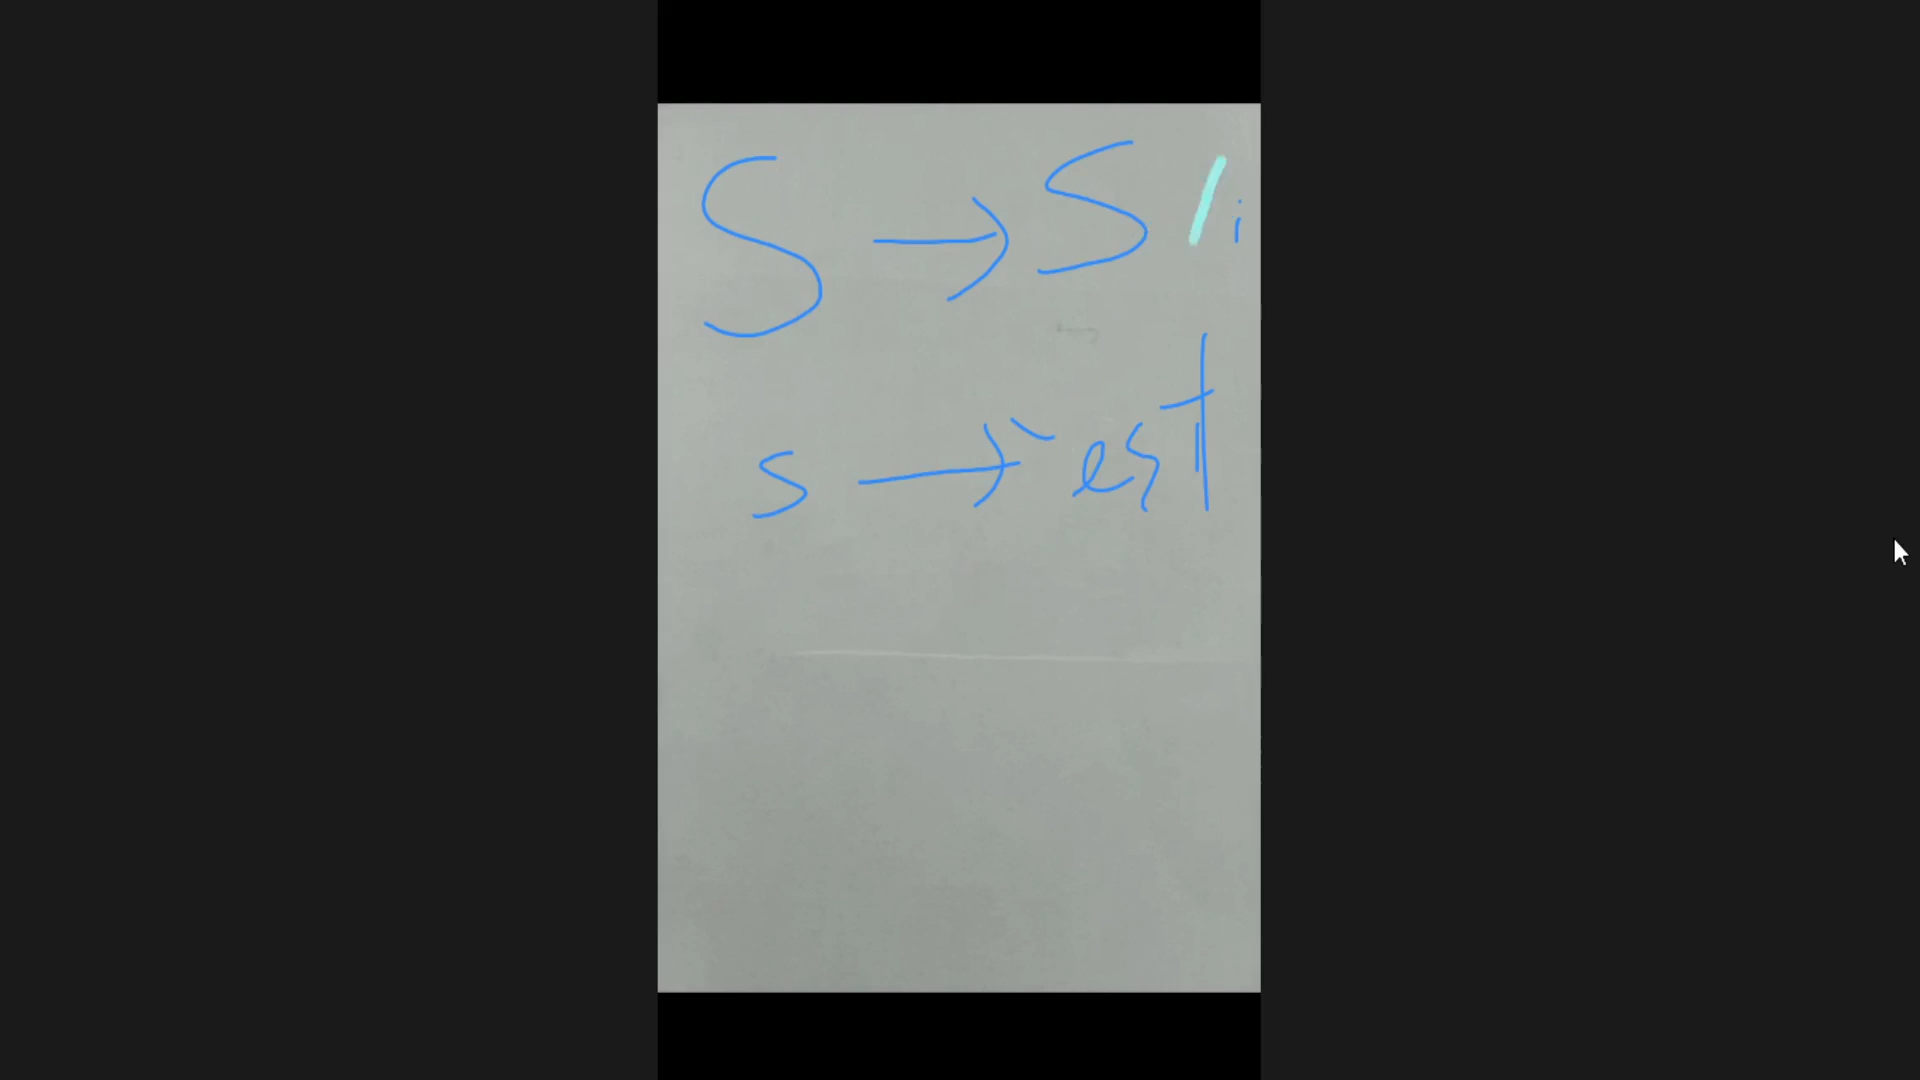 S → S / i
s → est